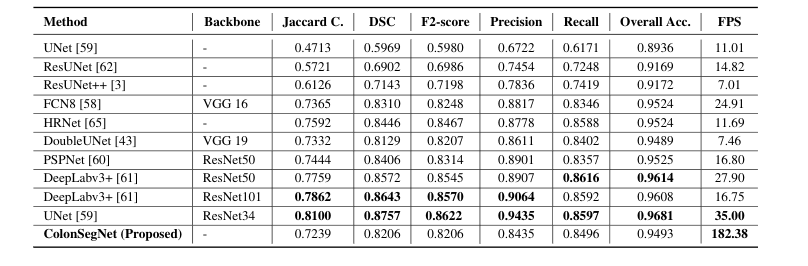 Method Backbone Jaccard C. DSC F2-score Precision Recall Overall Acc. FPS
UNet [59] - 0.4713 0.5969 0.5980 0.6722 0.6171 0.8936 11.01
ResUNet [62] - 0.5721 0.6902 0.6986 0.7454 0.7248 0.9169 14.82
ResUNet++ [3] - 0.6126 0.7143 0.7198 0.7836 0.7419 0.9172 7.01
FCN8 [58] VGG 16 0.7365 0.8310 0.8248 0.8817 0.8346 0.9524 24.91
HRNet [65] - 0.7592 0.8446 0.8467 0.8778 0.8588 0.9524 11.69
DoubleUNet [43] VGG 19 0.7332 0.8129 0.8207 0.8611 0.8402 0.9489 7.46
PSPNet [60] ResNet50 0.7444 0.8406 0.8314 0.8901 0.8357 0.9525 16.80
DeepLabv3+ [61] ResNet50 0.7759 0.8572 0.8545 0.8907 0.8616 0.9614 27.90
DeepLabv3+ [61] ResNet101 0.7862 0.8643 0.8570 0.9064 0.8592 0.9608 16.75
UNet [59] ResNet34 0.8100 0.8757 0.8622 0.9435 0.8597 0.9681 35.00
ColonSegNet (Proposed) - 0.7239 0.8206 0.8206 0.8435 0.8496 0.9493 182.38